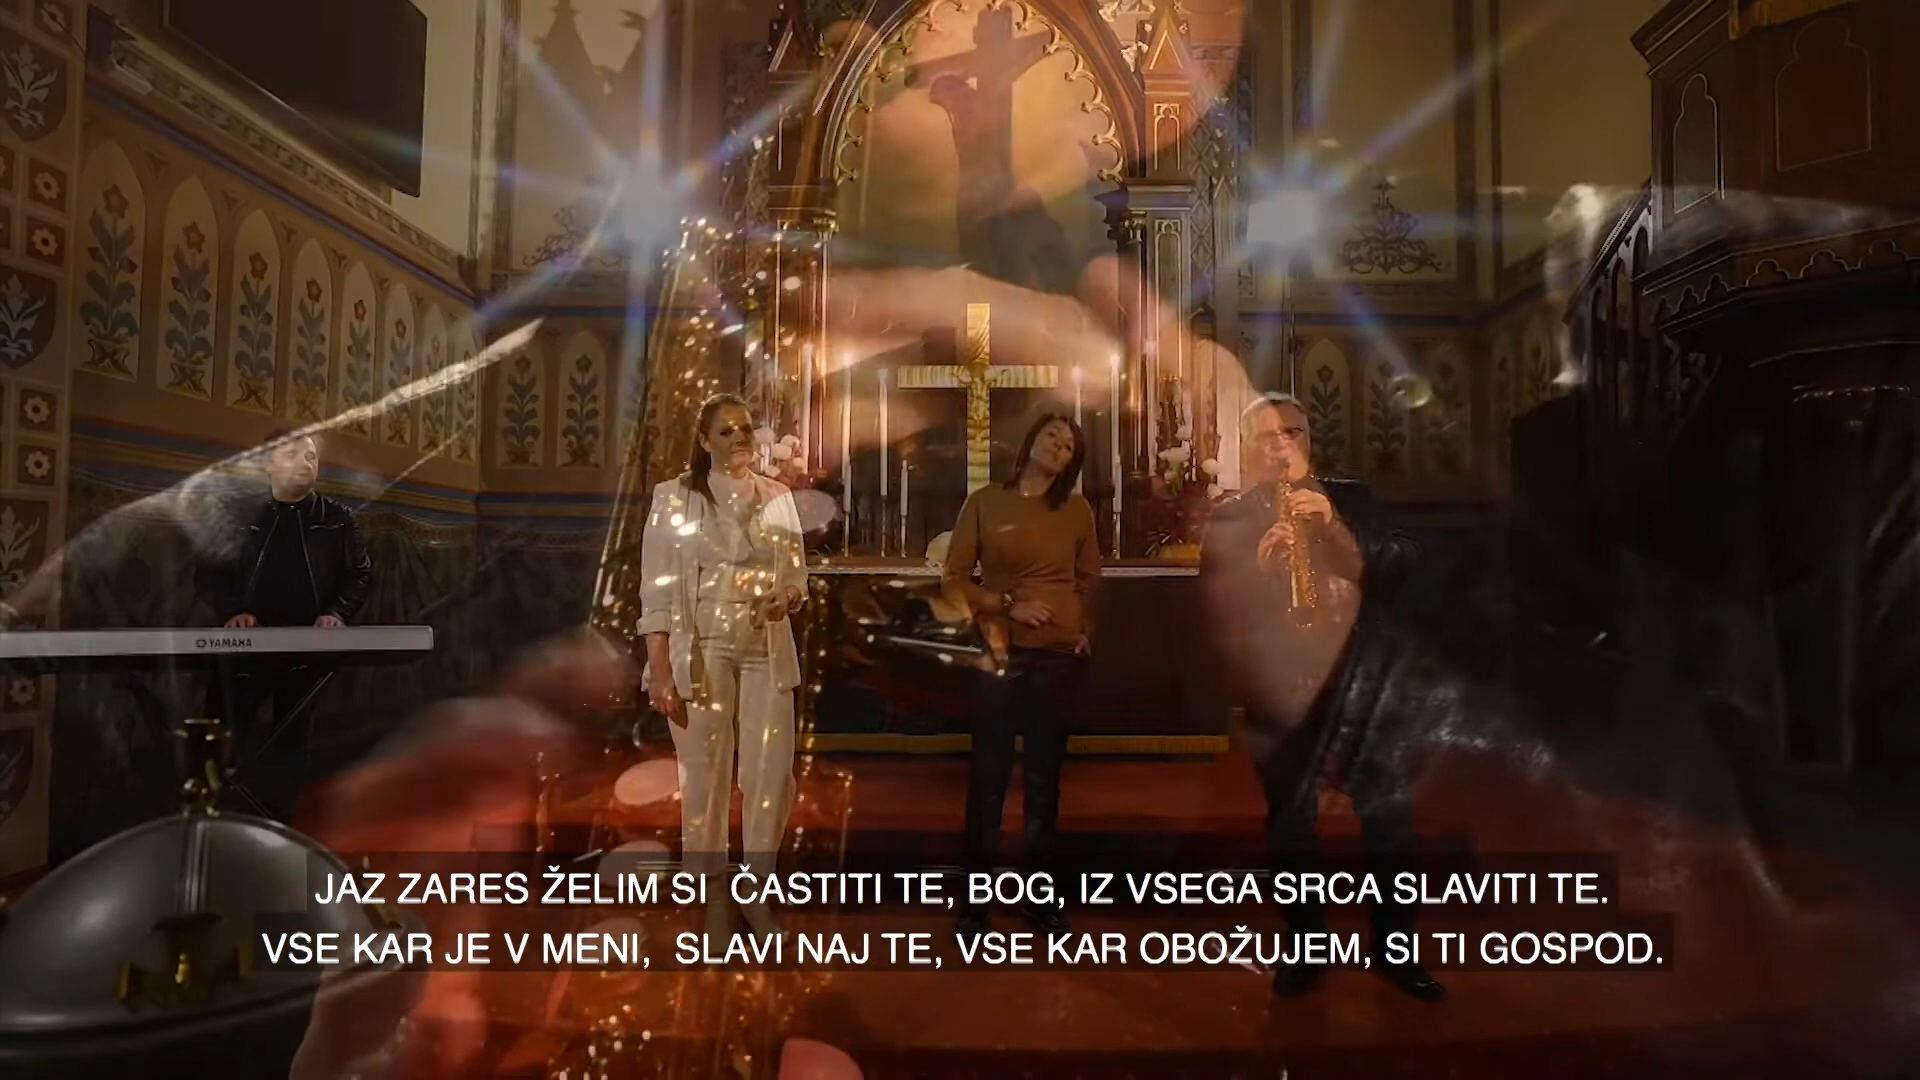 YAMAHA
JAZ ZARES ŽELIM SI  ČASTITI TE, BOG, IZ VSEGA SRCA SLAVITI TE.
VSE KAR JE V MENI,  SLAVI NAJ TE, VSE KAR OBOŽUJEM, SI TI GOSPOD.